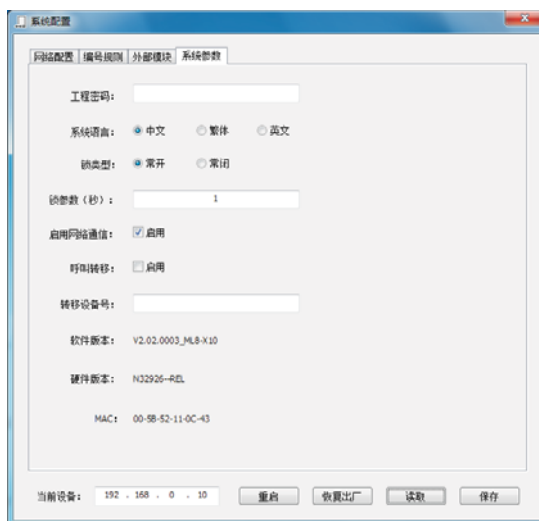 系统配置
网络配置 编号规则 外部模块 系统参数
工程密码：
系统语言： 中文 繁体 英文
锁类型： 常开 常闭
锁参数（秒）： 1
启用网络通信： 启用
呼叫转移： 启用
转移设备号：
软件版本： V2.02.0003_ML8-X10
硬件版本： N32926--REL
MAC： 00-5B-52-11-0C-43
当前设备： 192 . 168 . 0 . 10 重启 恢复出厂 读取 保存